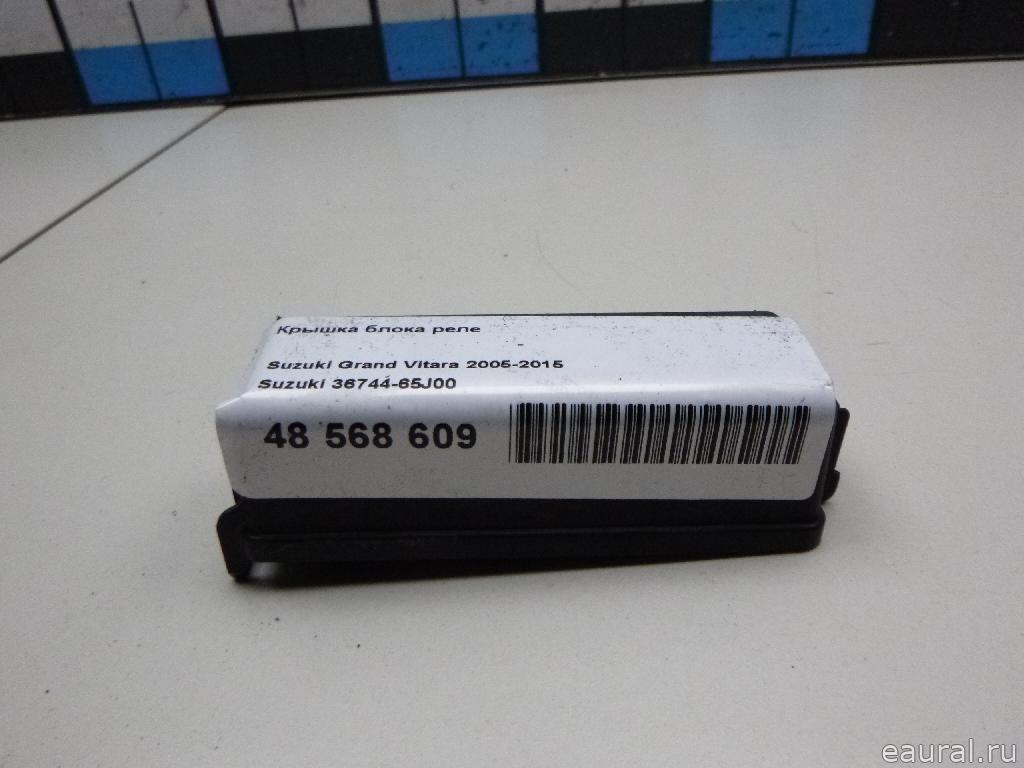 Крышка блока реле
Suzuki Grand Vitara 2005-2015
Suzuki 36744-65J00
48 568 609
eaural.ru